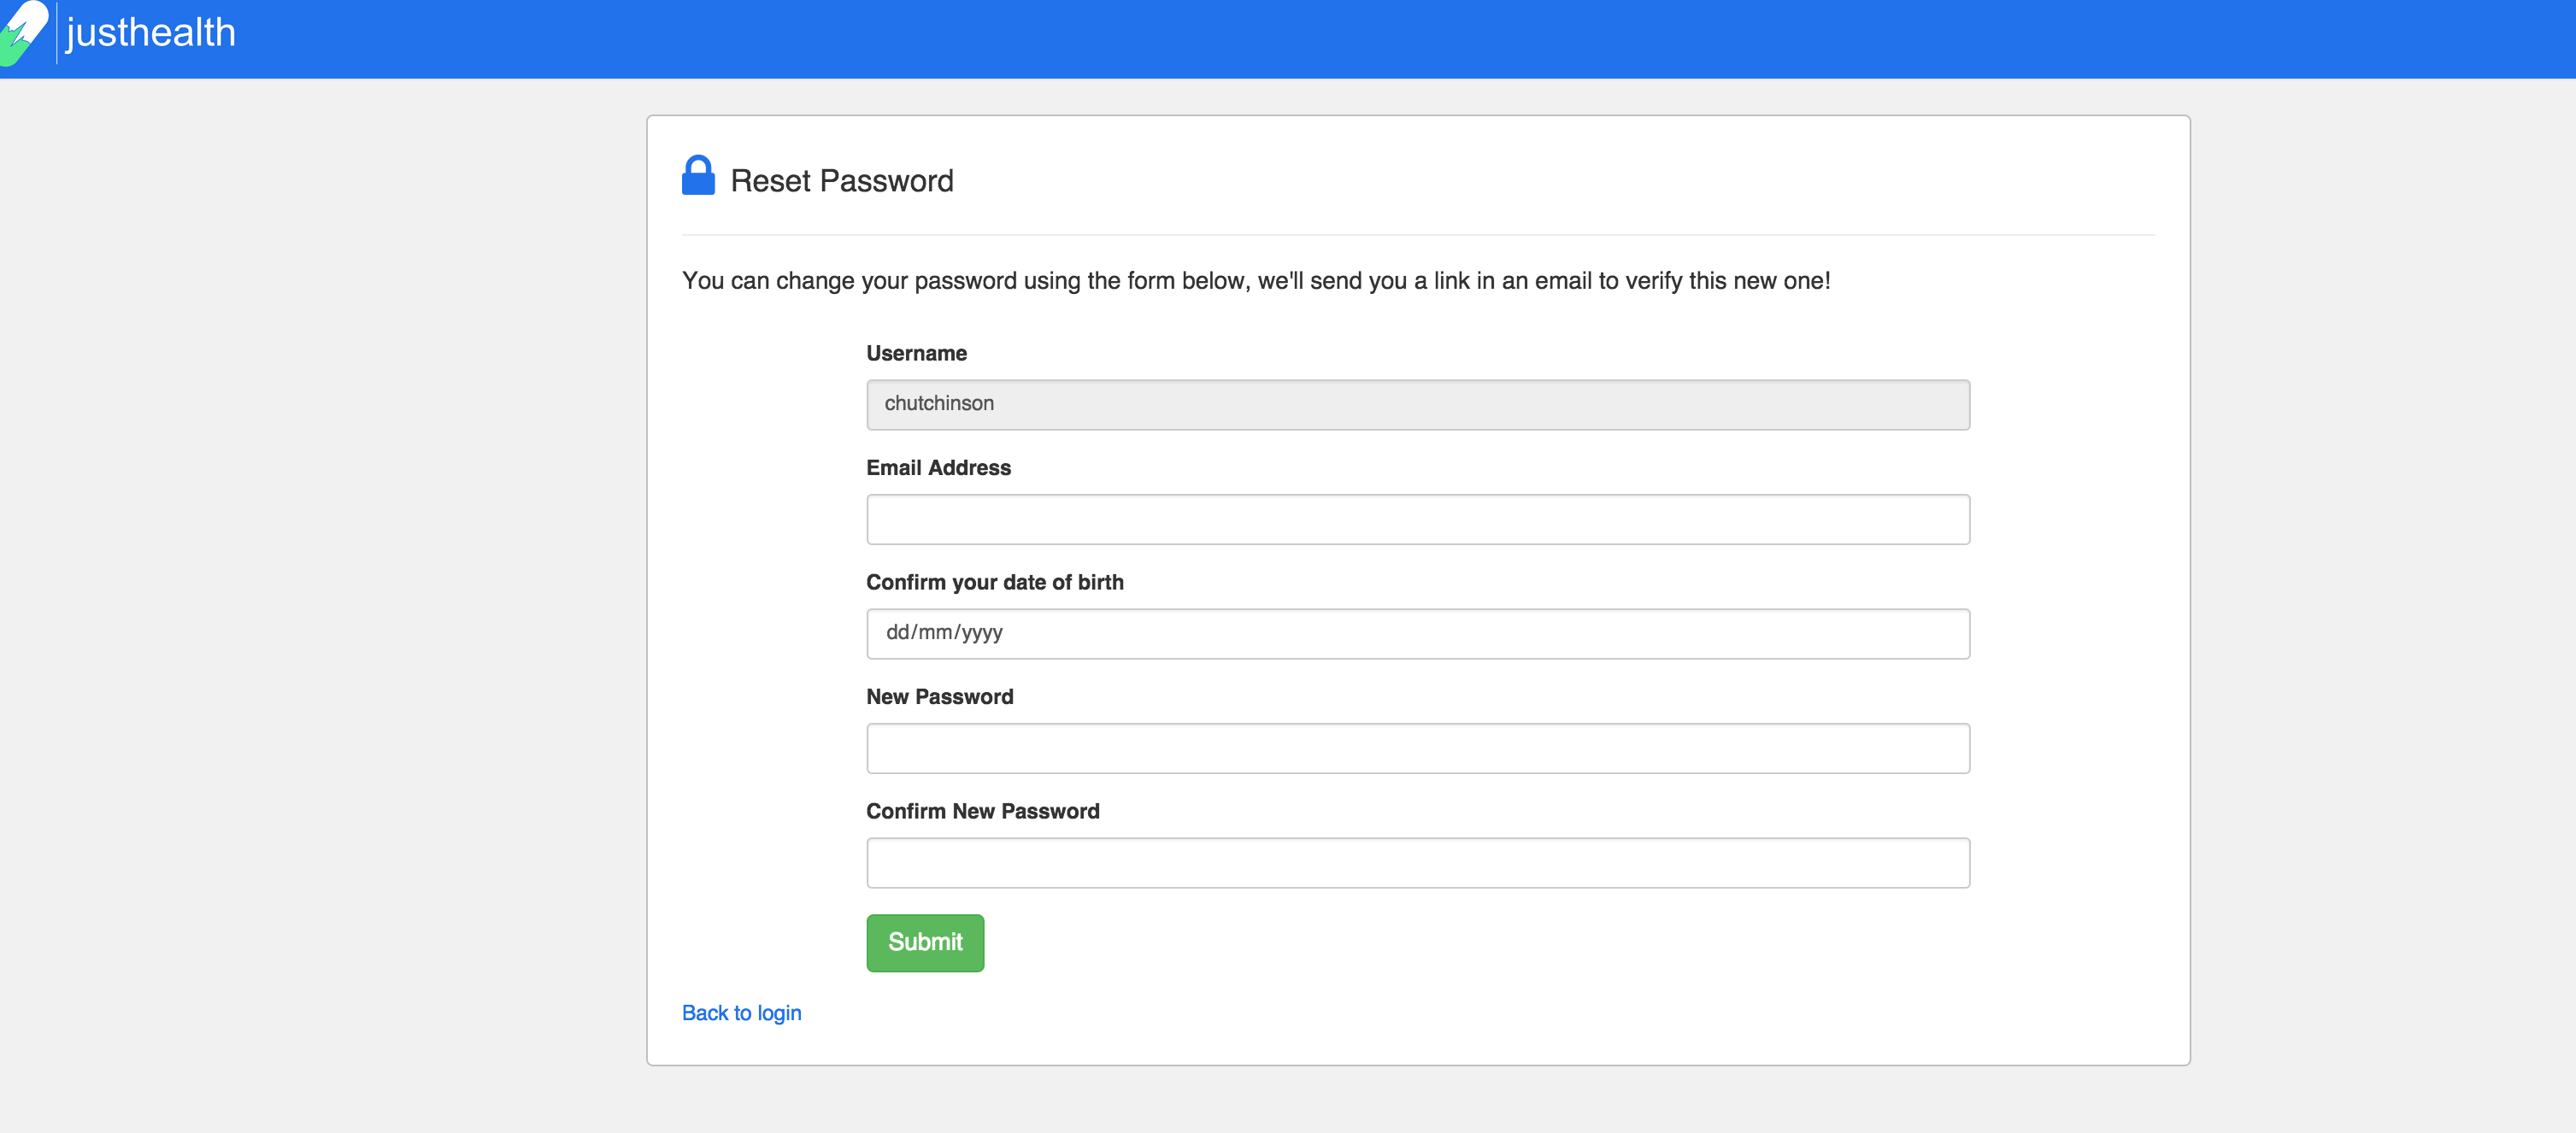 justhealth
Reset Password
You can change your password using the form below, we'll send you a link in an email to verify this new one!
Username
chutchinson
Email Address
Confirm your date of birth
dd/mm/yyyy
New Password
Confirm New Password
Submit
Back to login